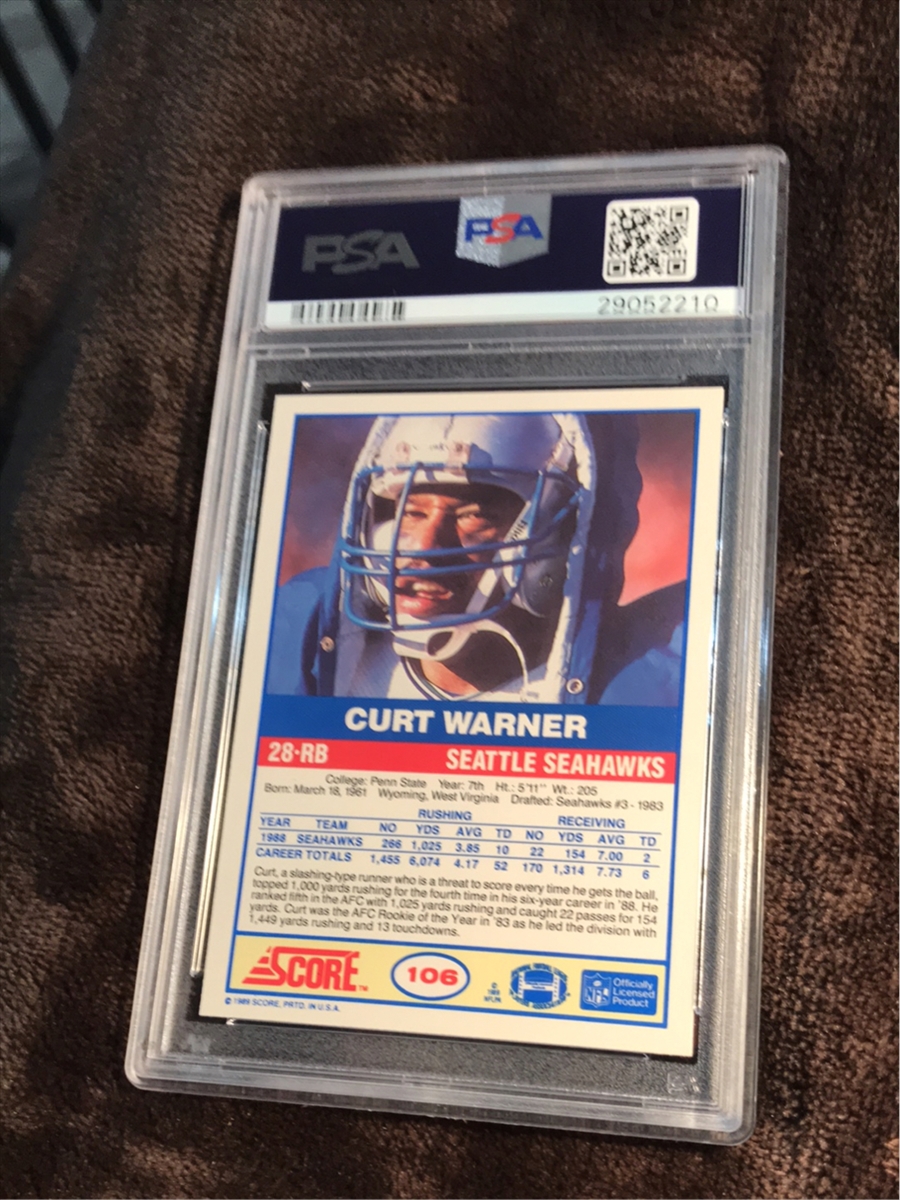 PSA PSA
29052210
CURT WARNER
28·RB SEATTLE SEAHAWKS
College: Penn State Year: 7th Ht.: 5'11" Wt.: 205
Born: March 18, 1961 Wyoming, West Virginia Drafted: Seahawks #3 - 1983
RUSHING RECEIVING
YEAR TEAM NO YDS AVG TD NO YDS AVG TD
1988 SEAHAWKS 266 1,025 3.85 10 22 154 7.00 2
CAREER TOTALS 1,455 6,074 4.17 52 170 1,314 7.73 6
Curt, a slashing-type runner who is a threat to score every time he gets the ball,
topped 1,000 yards rushing for the fourth time in his six-year career in '88. He
ranked fifth in the AFC with 1,025 yards rushing and caught 22 passes for 154
yards. Curt was the AFC Rookie of the Year in '83 as he led the division with
1,449 yards rushing and 13 touchdowns.
SCORE™ 106
NFL Officially
Licensed
Product
© 1989 SCORE, PRTD. IN U.S.A.